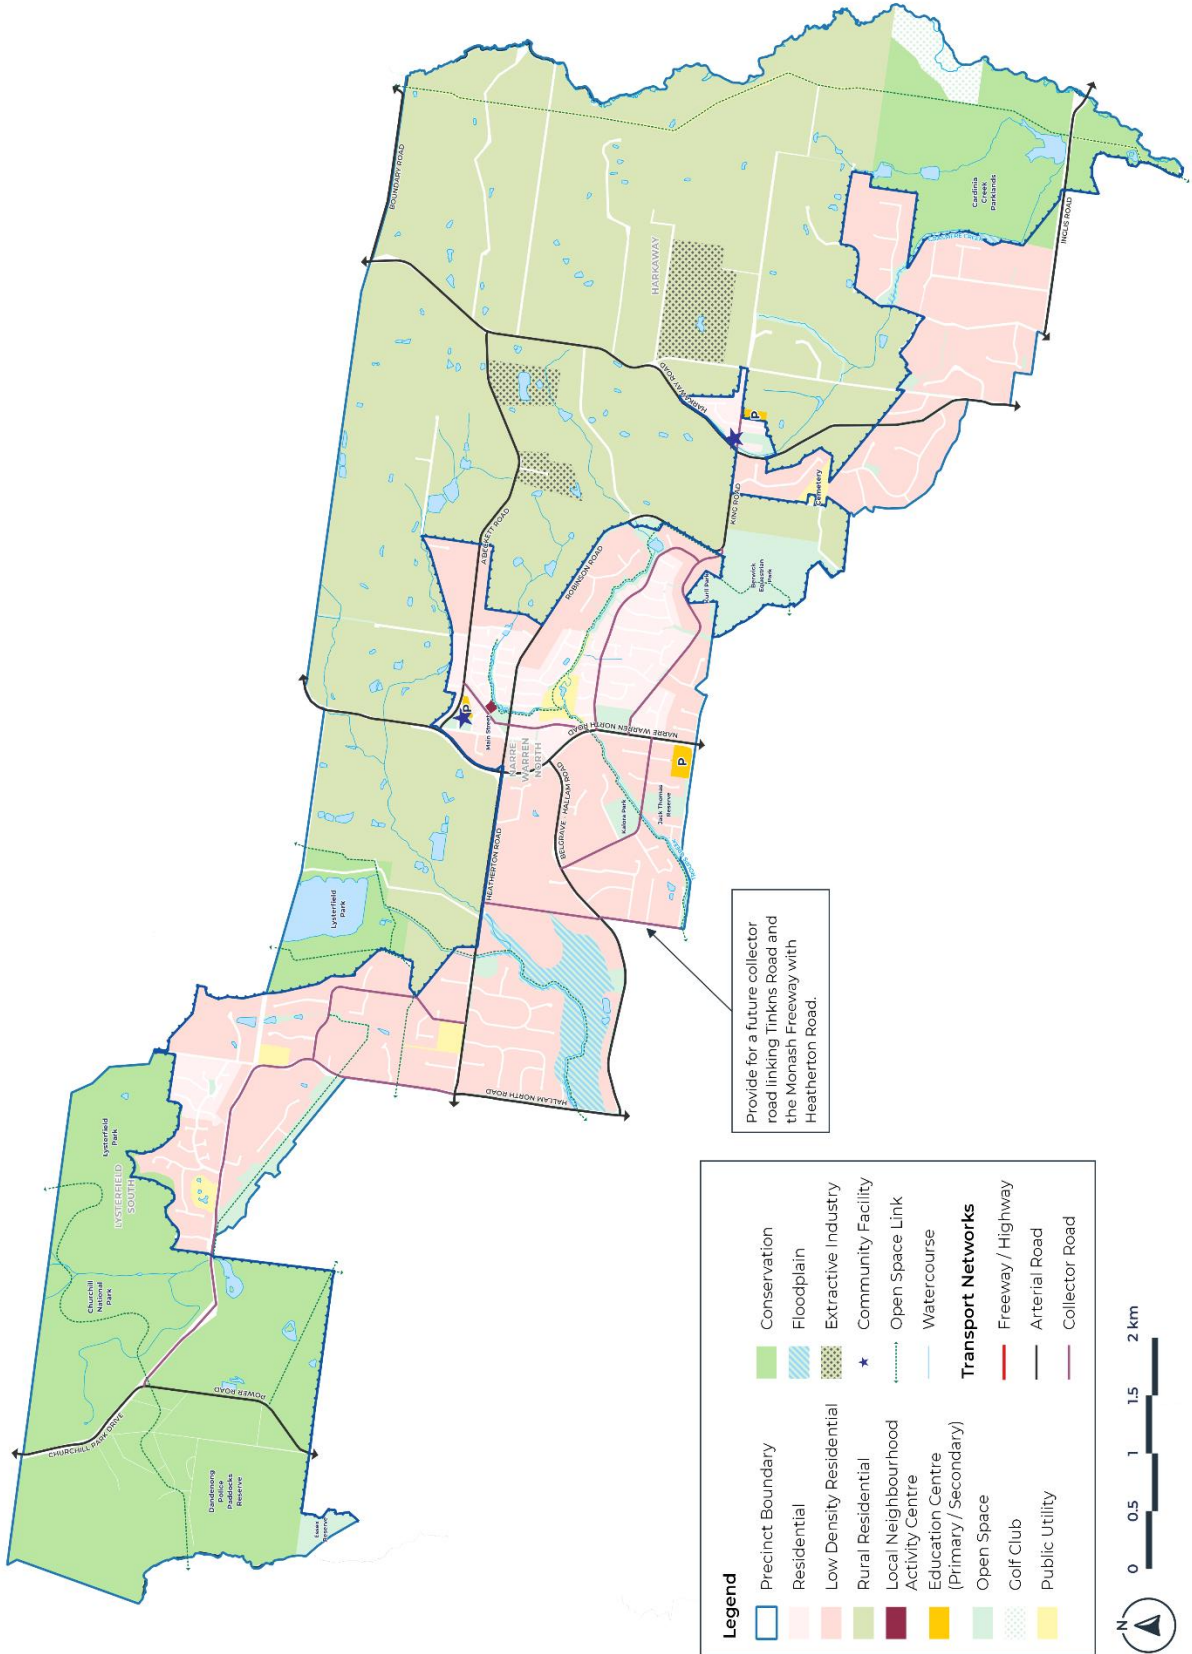 BOUNDARY ROAD
HARKAWAY
Cardinia
Creek
Parklands
INGLIS ROAD
HARKAWAY ROAD
P
KING ROAD
Cemetery
A'BECKETT ROAD
ROBINSON ROAD
Berwick
Equestrian
Park
P
Main Street
NARRE
WARREN
NORTH
NARRE WARREN NORTH ROAD
P
BELGRAVE - HALLAM ROAD
Kalora Park
Jack Thomas
Reserve
HEATHERTON ROAD
Lysterfield
Park
HALLAM NORTH ROAD
Provide for a future collector
road linking Tinkns Road and
the Monash Freeway with
Heatherton Road.
Lysterfield
Park
LYSTERFIELD
SOUTH
Churchill
National
Park
CHURCHILL PARK DRIVE
POWER ROAD
Dandenong
Police
Paddocks
Reserve
Reserve
Legend
Precinct Boundary
Residential
Low Density Residential
Rural Residential
Local Neighbourhood
Activity Centre
Education Centre
(Primary / Secondary)
Open Space
Golf Club
Public Utility
Conservation
Floodplain
Extractive Industry
Community Facility
Open Space Link
Watercourse
Transport Networks
Freeway / Highway
Arterial Road
Collector Road
N
0 0.5 1 1.5 2 km